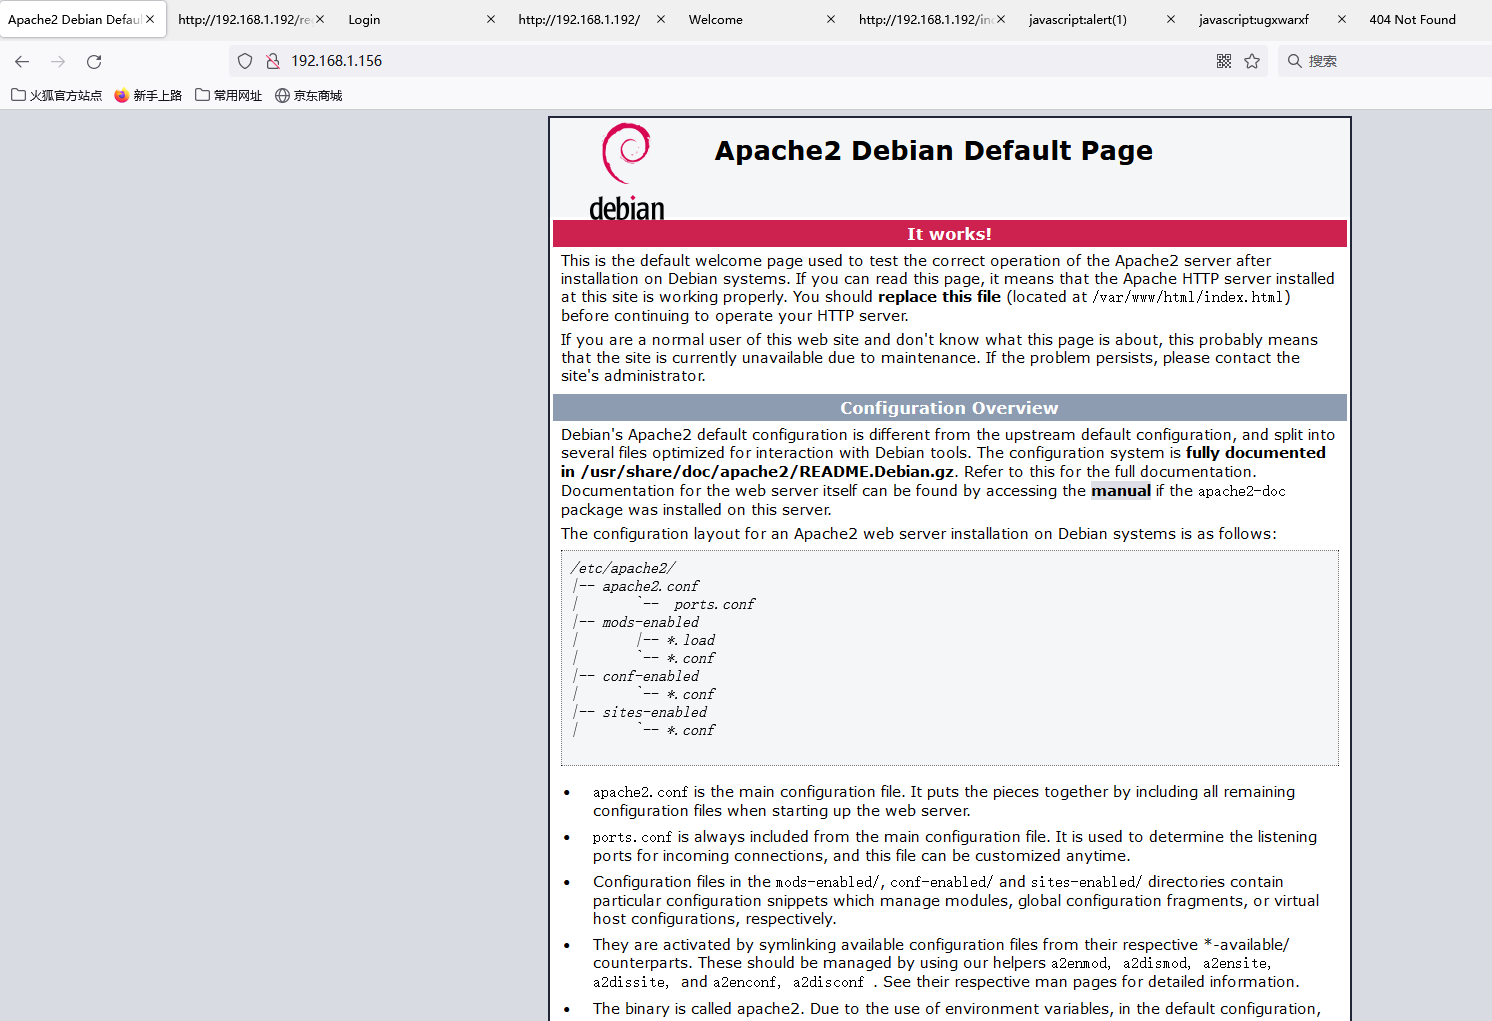 Apache2 Debian Defaul
http://192.168.1.192/re
Login
http://192.168.1.192/
Welcome
http://192.168.1.192/in
javascript:alert(1)
javascript:ugxwarxf
404 Not Found
192.168.1.156
搜索
火狐官方站点 新手上路 常用网址 京东商城
debian
Apache2 Debian Default Page
It works!
This is the default welcome page used to test the correct operation of the Apache2 server after
installation on Debian systems. If you can read this page, it means that the Apache HTTP server installed
at this site is working properly. You should replace this file (located at /var/www/html/index.html)
before continuing to operate your HTTP server.
If you are a normal user of this web site and don't know what this page is about, this probably means
that the site is currently unavailable due to maintenance. If the problem persists, please contact the
site's administrator.
Configuration Overview
Debian's Apache2 default configuration is different from the upstream default configuration, and split into
several files optimized for interaction with Debian tools. The configuration system is fully documented
in /usr/share/doc/apache2/README.Debian.gz. Refer to this for the full documentation.
Documentation for the web server itself can be found by accessing the manual if the apache2-doc
package was installed on this server.
The configuration layout for an Apache2 web server installation on Debian systems is as follows:
/etc/apache2/
|-- apache2.conf
|       `--  ports.conf
|-- mods-enabled
|       |-- *.load
|       `-- *.conf
|-- conf-enabled
|       `-- *.conf
|-- sites-enabled
|       `-- *.conf
• apache2.conf is the main configuration file. It puts the pieces together by including all remaining
configuration files when starting up the web server.
• ports.conf is always included from the main configuration file. It is used to determine the listening
ports for incoming connections, and this file can be customized anytime.
• Configuration files in the mods-enabled/, conf-enabled/ and sites-enabled/ directories contain
particular configuration snippets which manage modules, global configuration fragments, or virtual
host configurations, respectively.
• They are activated by symlinking available configuration files from their respective *-available/
counterparts. These should be managed by using our helpers a2enmod, a2dismod, a2ensite,
a2dissite, and a2enconf, a2disconf . See their respective man pages for detailed information.
• The binary is called apache2. Due to the use of environment variables, in the default configuration,